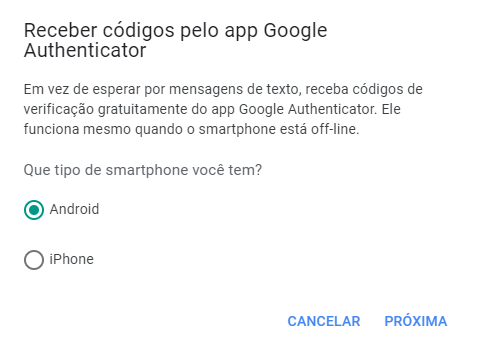 Receber códigos pelo app Google
Authenticator
Em vez de esperar por mensagens de texto, receba códigos de
verificação gratuitamente do app Google Authenticator. Ele
funciona mesmo quando o smartphone está off-line.
Que tipo de smartphone você tem?
Android
iPhone
CANCELAR PRÓXIMA